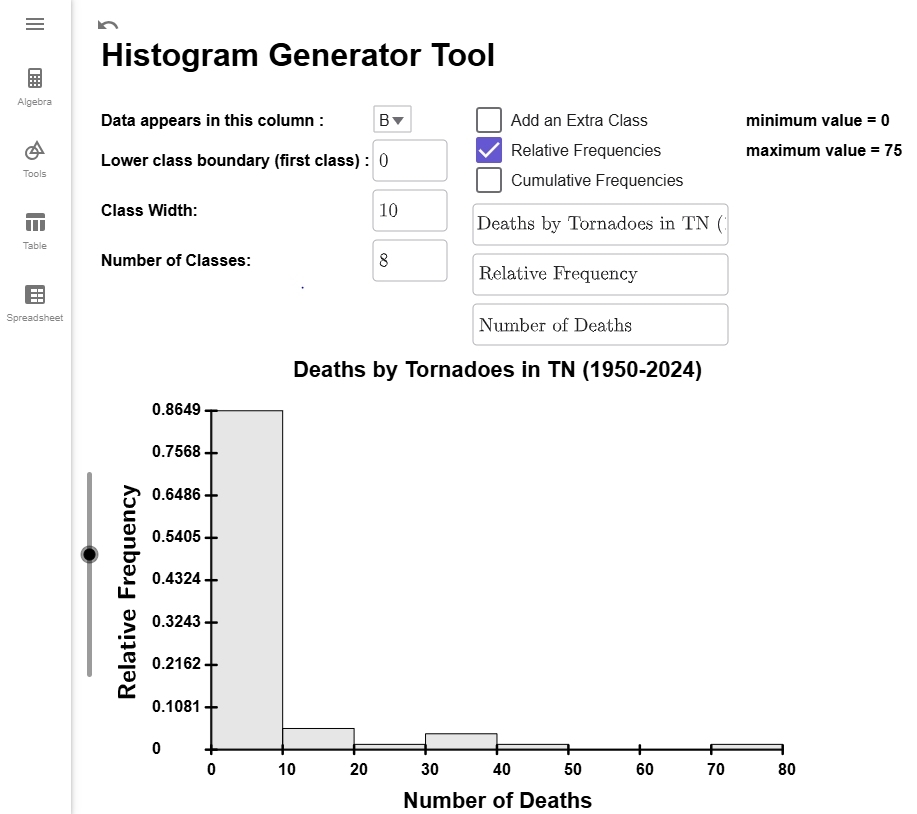 Histogram Generator Tool
Algebra
Tools
Table
Spreadsheet
Data appears in this column : B
Lower class boundary (first class) : 0
Class Width: 10
Number of Classes: 8
Add an Extra Class
Relative Frequencies
Cumulative Frequencies
Deaths by Tornadoes in TN (
Relative Frequency
Number of Deaths
minimum value = 0
maximum value = 75
Deaths by Tornadoes in TN (1950-2024)
Relative Frequency
0.8649
0.7568
0.6486
0.5405
0.4324
0.3243
0.2162
0.1081
0
0 10 20 30 40 50 60 70 80
Number of Deaths